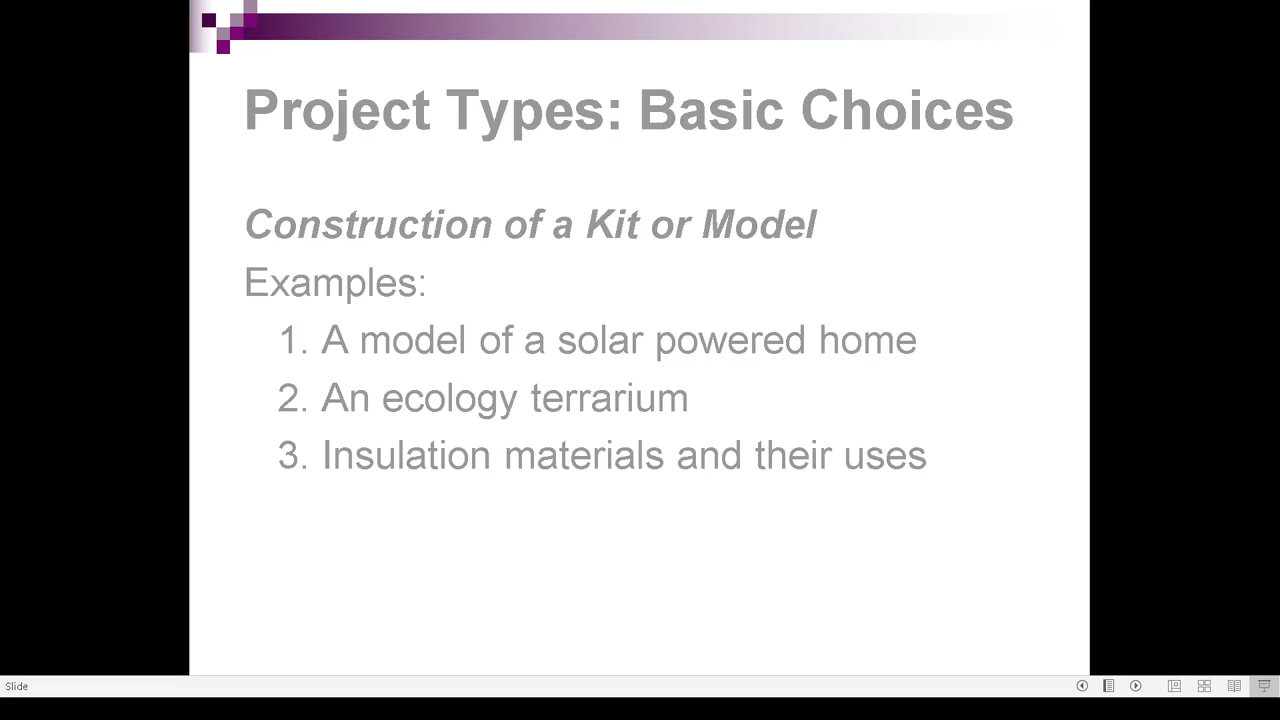 Project Types: Basic Choices
Construction of a Kit or Model
Examples:
1. A model of a solar powered home
2. An ecology terrarium
3. Insulation materials and their uses
Slide